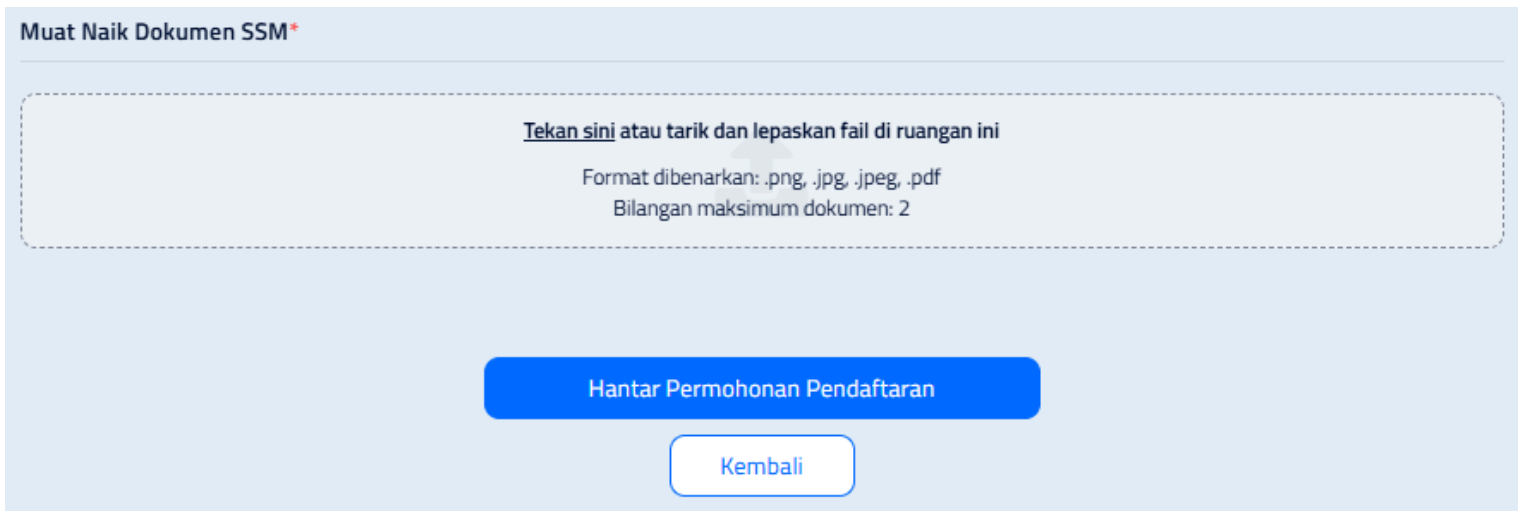 Muat Naik Dokumen SSM*
Tekan sini atau tarik dan lepaskan fail di ruangan ini
Format dibenarkan: .png, .jpg, .jpeg, .pdf
Bilangan maksimum dokumen: 2
Hantar Permohonan Pendaftaran
Kembali